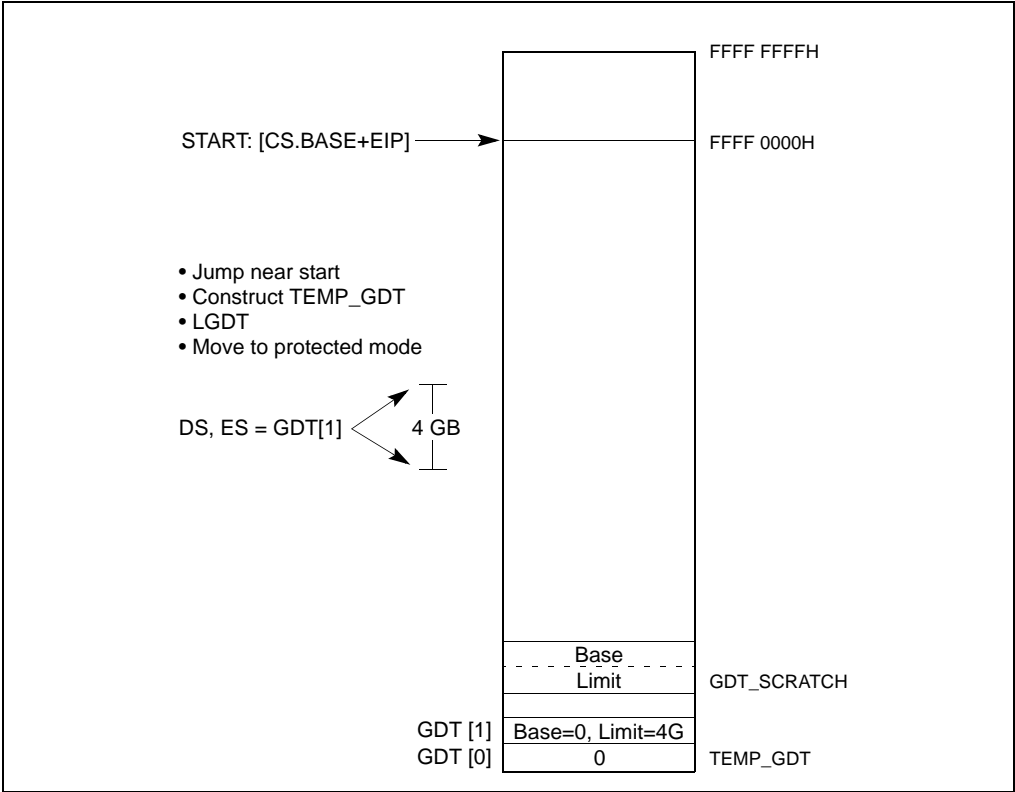 FFFF FFFFH
START: [CS.BASE+EIP]
FFFF 0000H
• Jump near start
• Construct TEMP_GDT
• LGDT
• Move to protected mode
DS, ES = GDT[1]
4 GB
Base
Limit
GDT_SCRATCH
GDT [1]
Base=0, Limit=4G
GDT [0]
0
TEMP_GDT